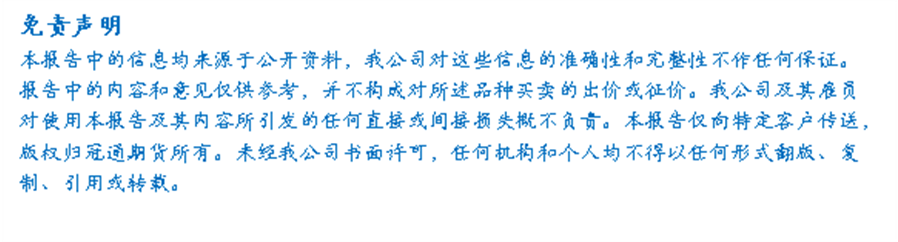 免责声明
本报告中的信息均来源于公开资料，我公司对这些信息的准确性和完整性不作任何保证。
报告中的内容和意见仅供参考，并不构成对所述品种买卖的出价或征价。我公司及其雇员
对使用本报告及其内容所引发的任何直接或间接损失概不负责。本报告仅向特定客户传送，
版权归冠通期货所有。未经我公司书面许可，任何机构和个人均不得以任何形式翻版、复
制、引用或转载。